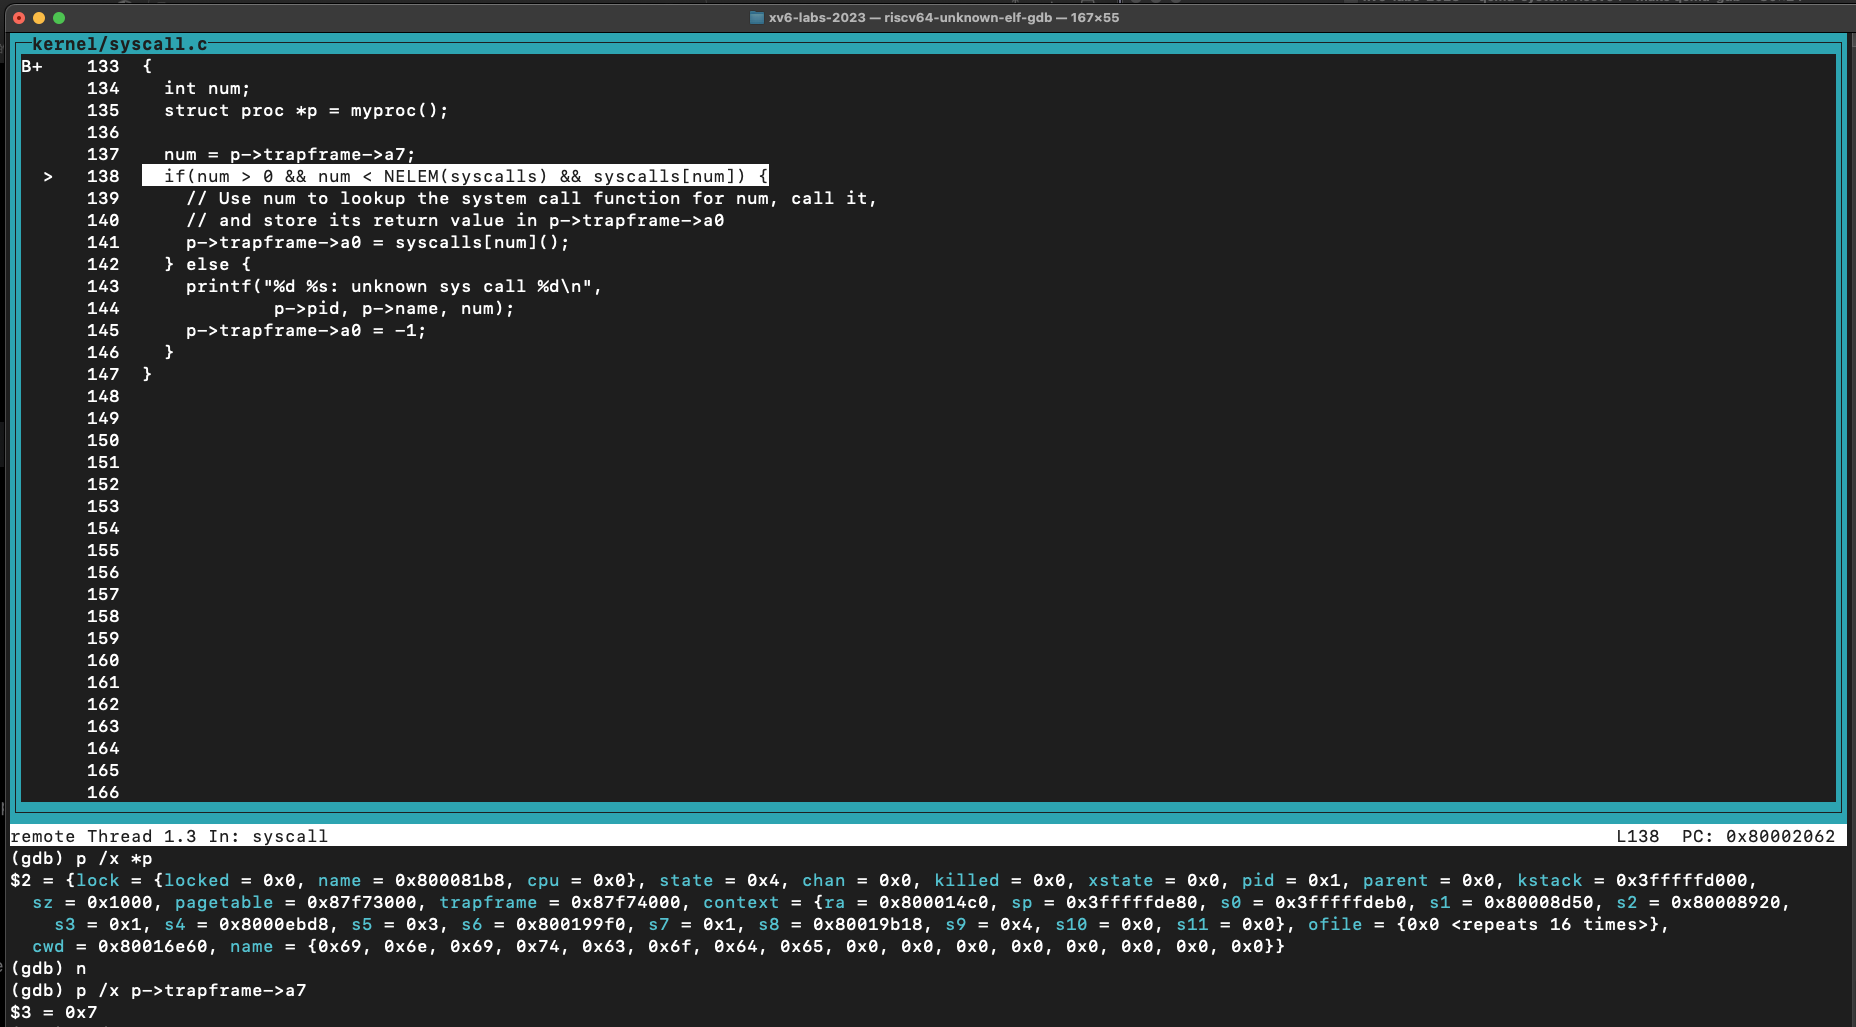 xv6-labs-2023 — riscv64-unknown-elf-gdb — 167×55
kernel/syscall.c
B+ 133 {
134 int num;
135 struct proc *p = myproc();
136
137 num = p->trapframe->a7;
> 138 if(num > 0 && num < NELEM(syscalls) && syscalls[num]) {
139 // Use num to lookup the system call function for num, call it,
140 // and store its return value in p->trapframe->a0
141 p->trapframe->a0 = syscalls[num]();
142 } else {
143 printf("%d %s: unknown sys call %d\n",
144 p->pid, p->name, num);
145 p->trapframe->a0 = -1;
146 }
147 }
148
149
150
151
152
153
154
155
156
157
158
159
160
161
162
163
164
165
166
remote Thread 1.3 In: syscall L138 PC: 0x80002062
(gdb) p /x *p
$2 = {lock = {locked = 0x0, name = 0x800081b8, cpu = 0x0}, state = 0x4, chan = 0x0, killed = 0x0, xstate = 0x0, pid = 0x1, parent = 0x0, kstack = 0x3fffffd000,
sz = 0x1000, pagetable = 0x87f73000, trapframe = 0x87f74000, context = {ra = 0x800014c0, sp = 0x3fffffde80, s0 = 0x3fffffdeb0, s1 = 0x80008d50, s2 = 0x80008920,
s3 = 0x1, s4 = 0x8000ebd8, s5 = 0x3, s6 = 0x800199f0, s7 = 0x1, s8 = 0x80019b18, s9 = 0x4, s10 = 0x0, s11 = 0x0}, ofile = {0x0 <repeats 16 times>},
cwd = 0x80016e60, name = {0x69, 0x6e, 0x69, 0x74, 0x63, 0x6f, 0x64, 0x65, 0x0, 0x0, 0x0, 0x0, 0x0, 0x0, 0x0, 0x0}}
(gdb) n
(gdb) p /x p->trapframe->a7
$3 = 0x7